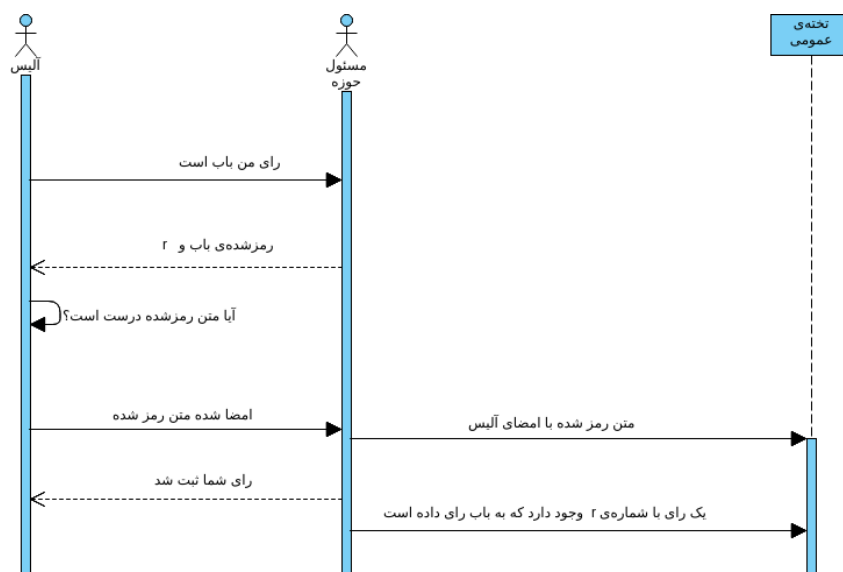 آلیس
مسئول
حوزه
تخته‌ی
عمومی
رای من باب است
رمزشده‌ی باب و r
آیا متن رمزشده درست است؟
امضا شده متن رمز شده
متن رمز شده با امضای آلیس
رای شما ثبت شد
یک رای با شماره‌ی r وجود دارد که به باب رای داده است